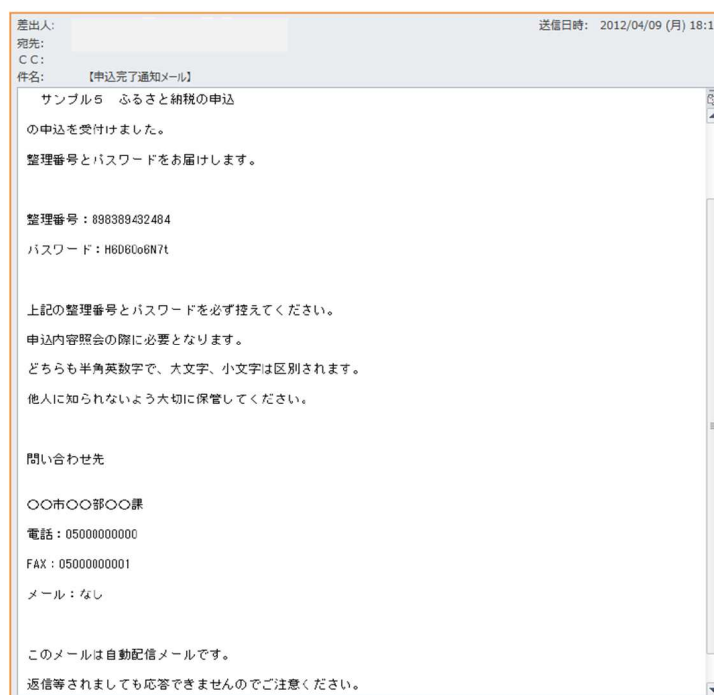 差出人:
送信日時: 2012/04/09 (月) 18:1
宛先:
CC:
件名: 【申込完了通知メール】
サンプル５ ふるさと納税の申込
の申込を受付けました。
整理番号とパスワードをお届けします。
整理番号：898389432484
パスワード：H6D60o6N7t
上記の整理番号とパスワードを必ず控えてください。
申込内容照会の際に必要となります。
どちらも半角英数字で、大文字、小文字は区別されます。
他人に知られないよう大切に保管してください。
問い合わせ先
〇〇市〇〇部〇〇課
電話：05000000000
FAX：05000000001
メール：なし
このメールは自動配信メールです。
返信等されましても応答できませんのでご注意ください。